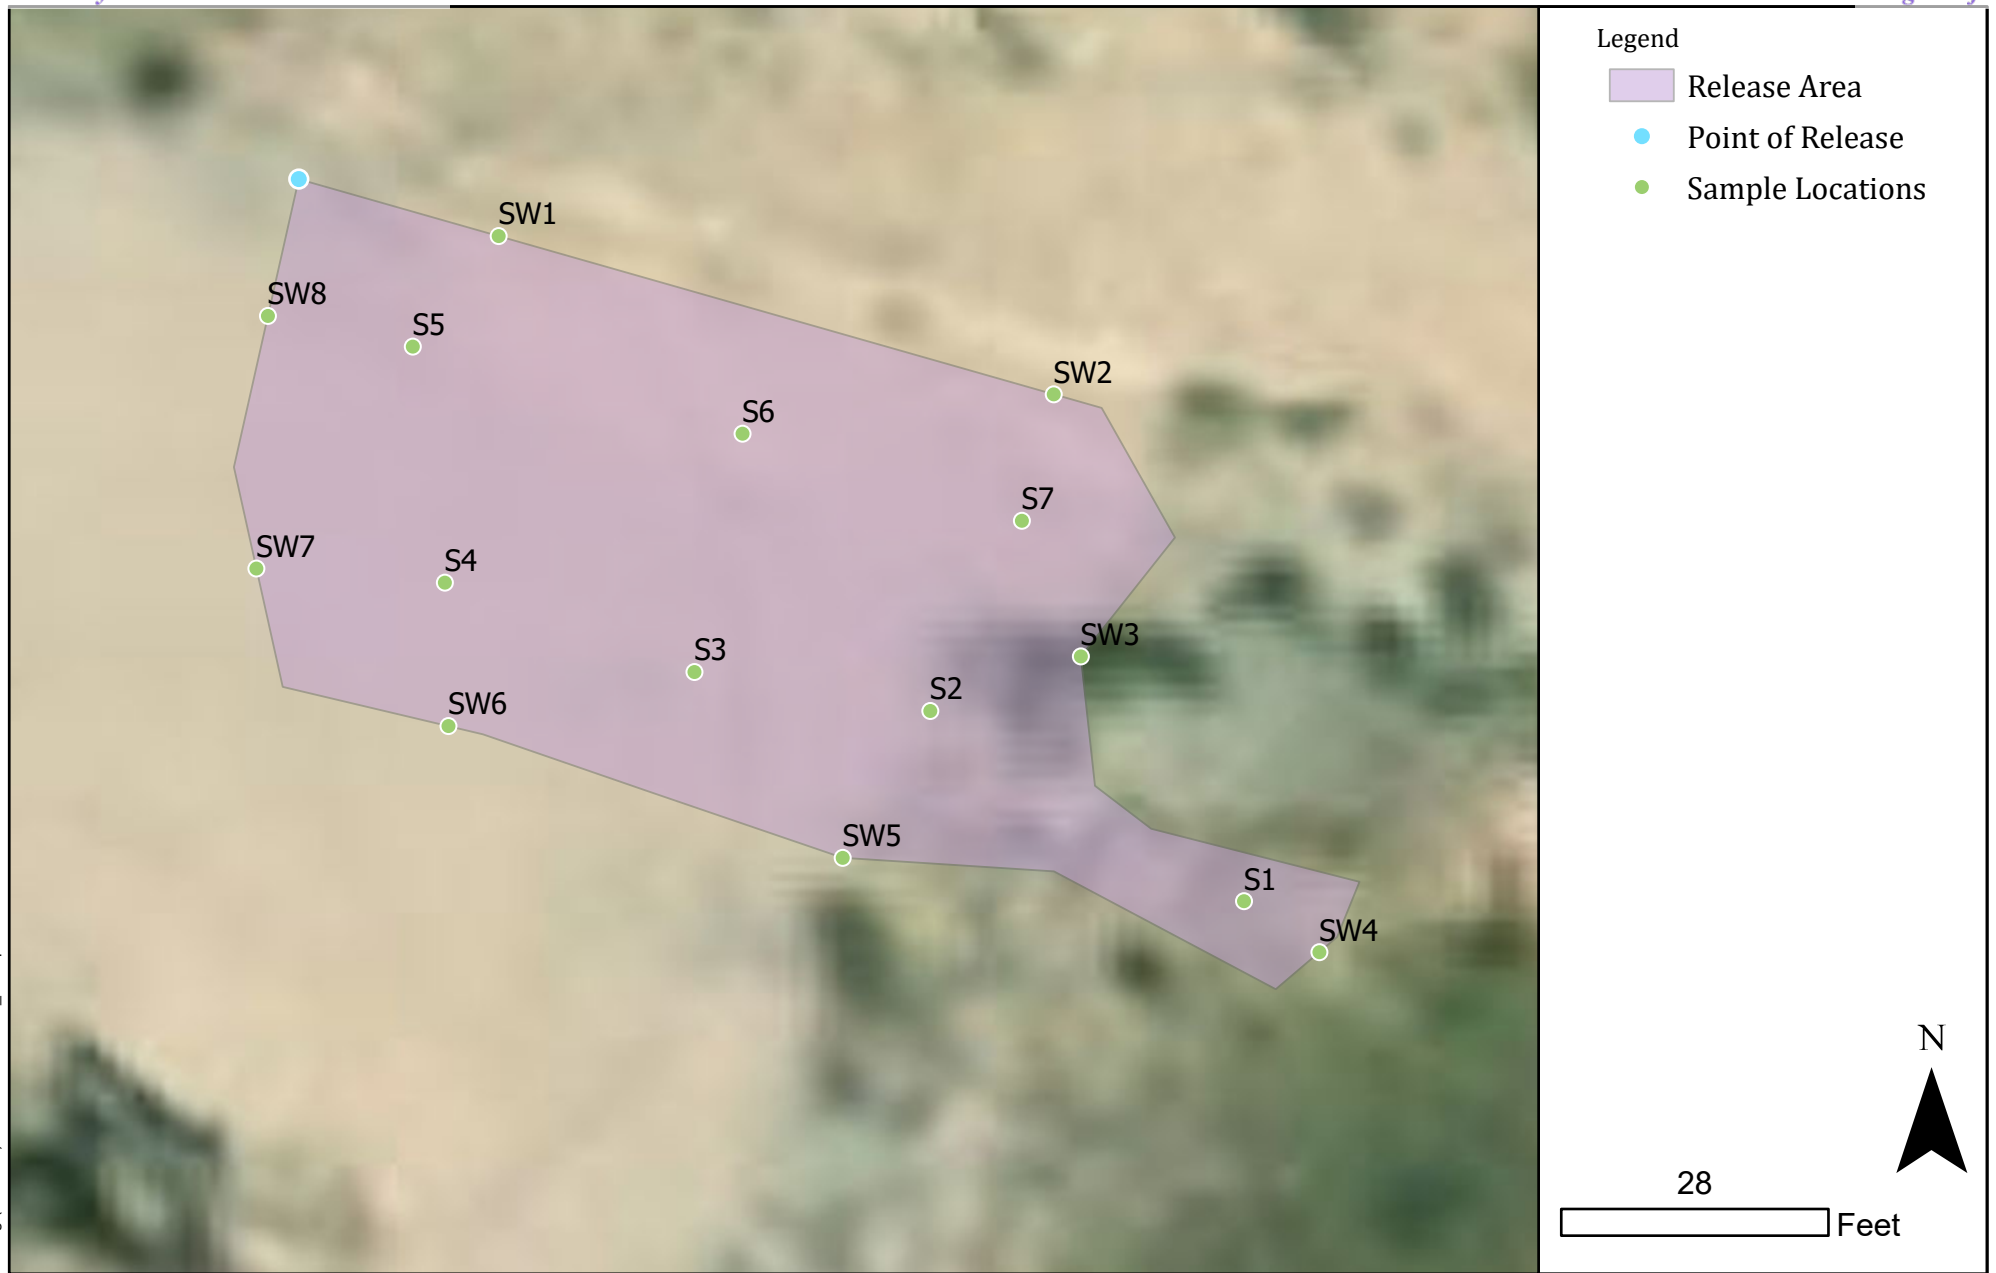 Legend
Release Area
Point of Release
Sample Locations
SW1
SW8
S5
SW2
S6
S7
SW7
S4
SW3
S3
S2
SW6
SW5
S1
SW4
N
28
Feet